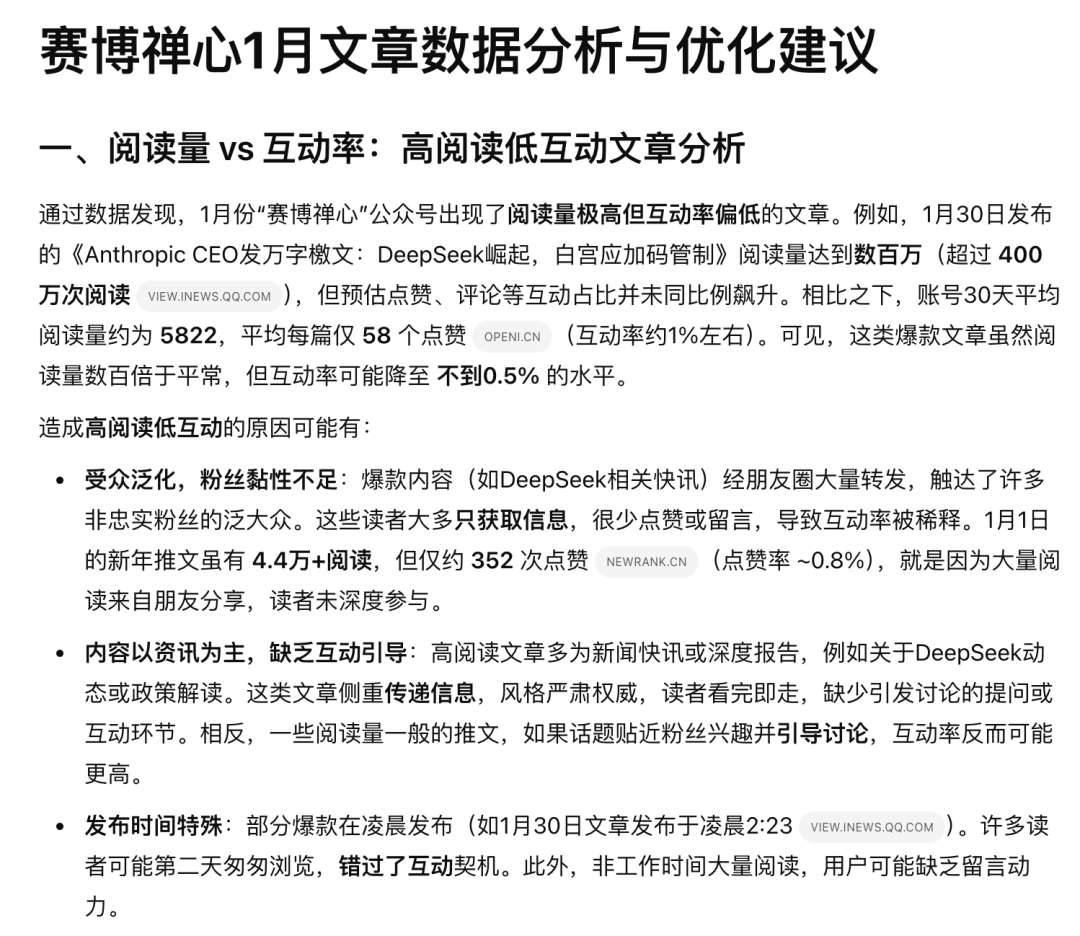 赛博禅心1月文章数据分析与优化建议
一、阅读量 vs 互动率：高阅读低互动文章分析
通过数据发现，1月份“赛博禅心”公众号出现了阅读量极高但互动率偏低的文章。例如，1月30日发布
的《Anthropic CEO发万字檄文：DeepSeek崛起，白宫应加码管制》阅读量达到数百万（超过 400
万次阅读 VIEW.INEWS.QQ.COM ），但预估点赞、评论等互动占比并未同比例飙升。相比之下，账号30天平均
阅读量约为 5822，平均每篇仅 58 个点赞 OPENI.CN （互动率约1%左右）。可见，这类爆款文章虽然阅
读量数百倍于平常，但互动率可能降至 不到0.5% 的水平。
造成高阅读低互动的原因可能有：
• 受众泛化，粉丝黏性不足：爆款内容（如DeepSeek相关快讯）经朋友圈大量转发，触达了许多
非忠实粉丝的泛大众。这些读者大多只获取信息，很少点赞或留言，导致互动率被稀释。1月1日
的新年推文虽有 4.4万+阅读，但仅约 352 次点赞 NEWRANK.CN （点赞率 ~0.8%），就是因为大量阅
读来自朋友分享，读者未深度参与。
• 内容以资讯为主，缺乏互动引导：高阅读文章多为新闻快讯或深度报告，例如关于DeepSeek动
态或政策解读。这类文章侧重传递信息，风格严肃权威，读者看完即走，缺少引发讨论的提问或
互动环节。相反，一些阅读量一般的推文，如果话题贴近粉丝兴趣并引导讨论，互动率反而可能
更高。
• 发布时间特殊：部分爆款在凌晨发布（如1月30日文章发布于凌晨2:23 VIEW.INEWS.QQ.COM ）。许多读
者可能第二天匆匆浏览，错过了互动契机。此外，非工作时间大量阅读，用户可能缺乏留言动
力。